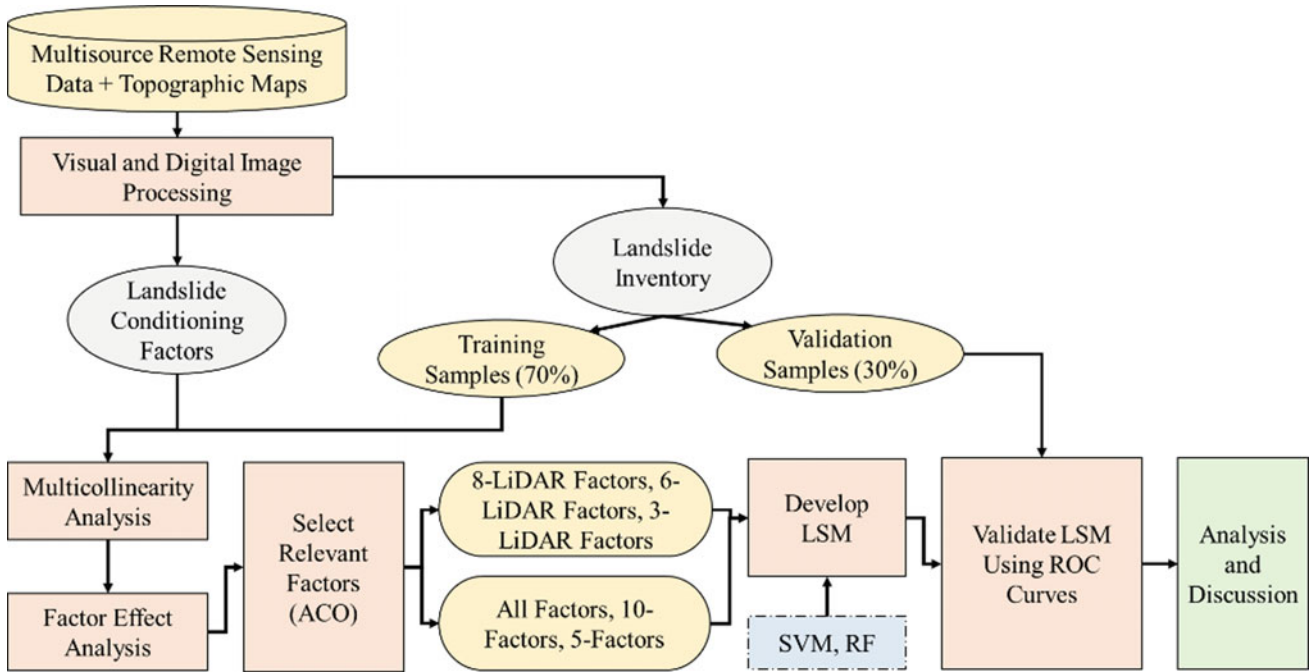 Multisource Remote Sensing
Data + Topographic Maps
Visual and Digital Image
Processing
Landslide
Inventory
Landslide
Conditioning
Factors
Training
Samples (70%)
Validation
Samples (30%)
Multicollinearity
Analysis
Factor Effect
Analysis
Select
Relevant
Factors
(ACO)
8-LiDAR Factors, 6-
LiDAR Factors, 3-
LiDAR Factors
All Factors, 10-
Factors, 5-Factors
Develop
LSM
SVM, RF
Validate LSM
Using ROC
Curves
Analysis
and
Discussion